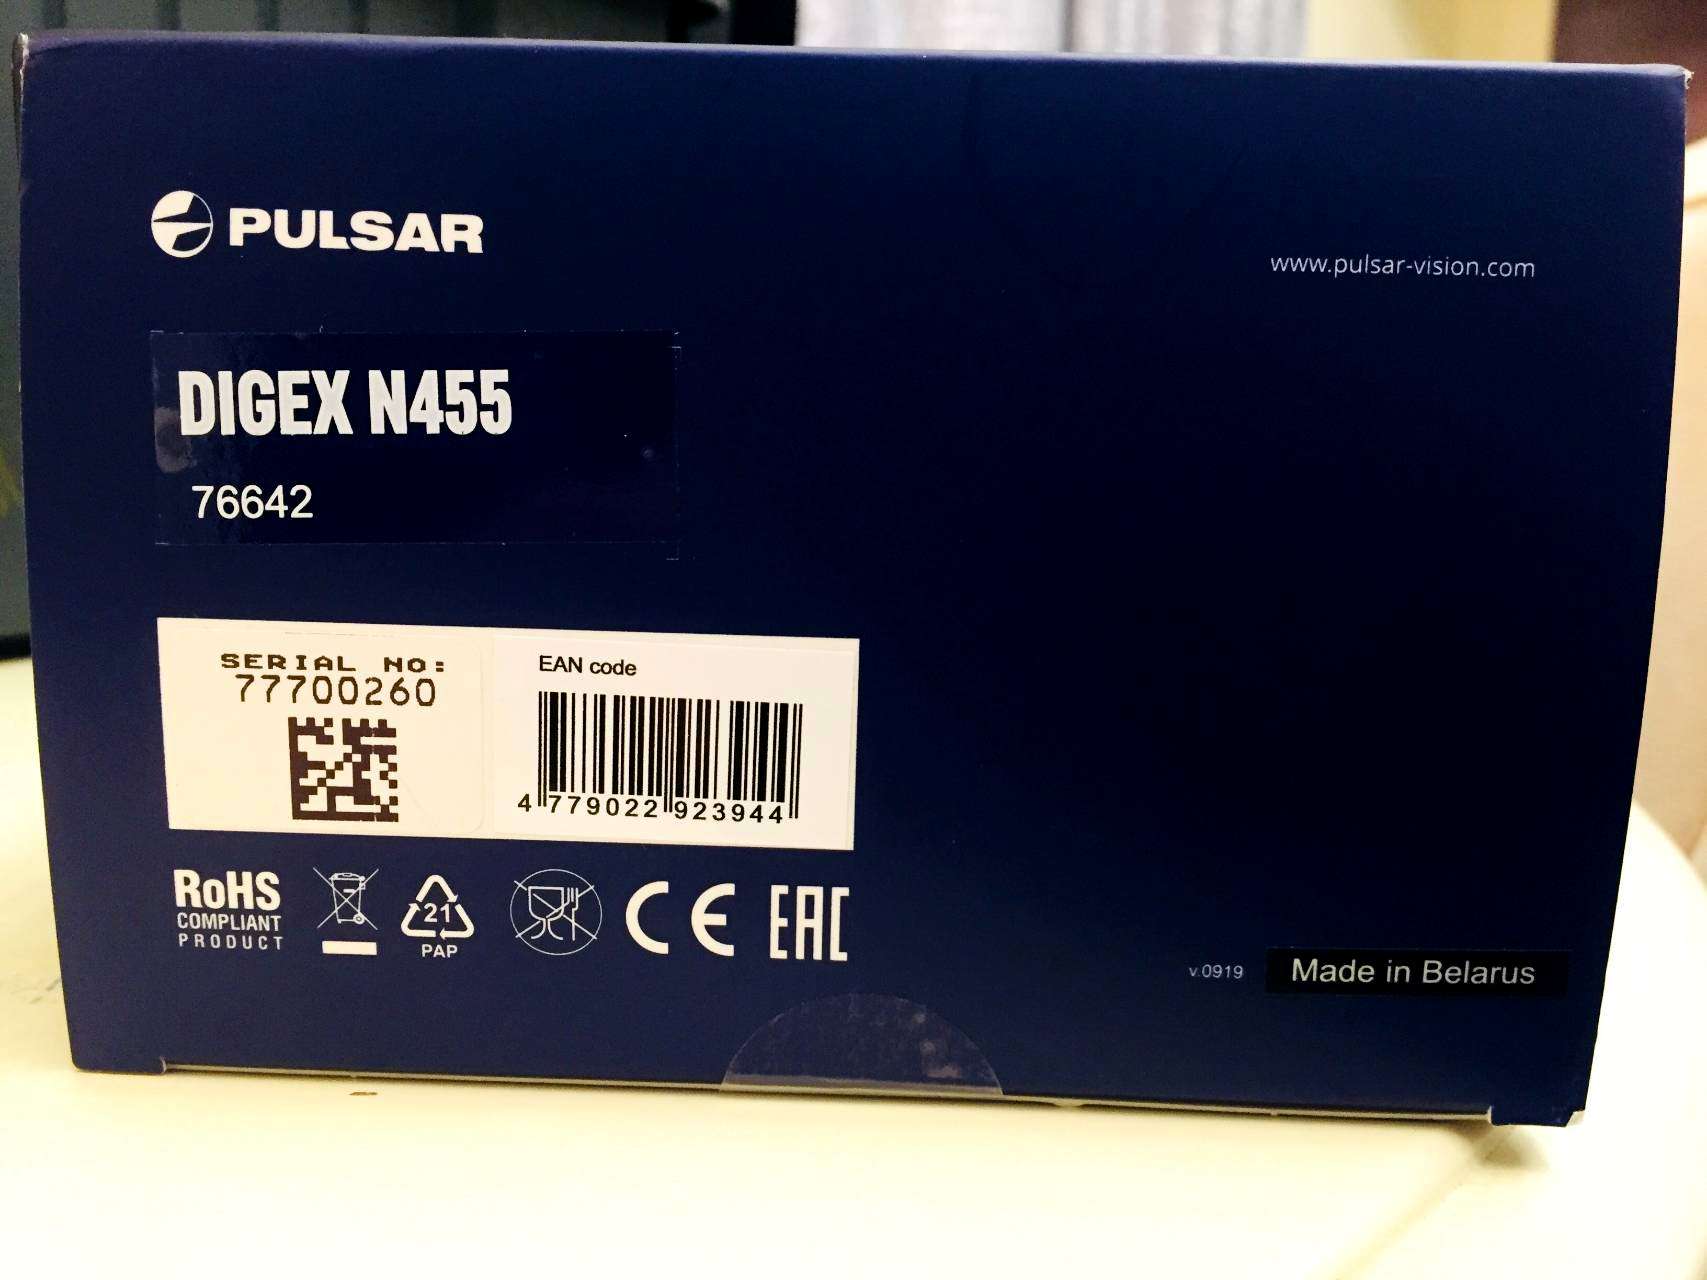 PULSAR
www.pulsar-vision.com
DIGEX N455
76642
SERIAL NO:
77700260
EAN code
4 779022 923944
RoHS
COMPLIANT
PRODUCT
21
PAP
CE
EAC
v.0919
Made in Belarus